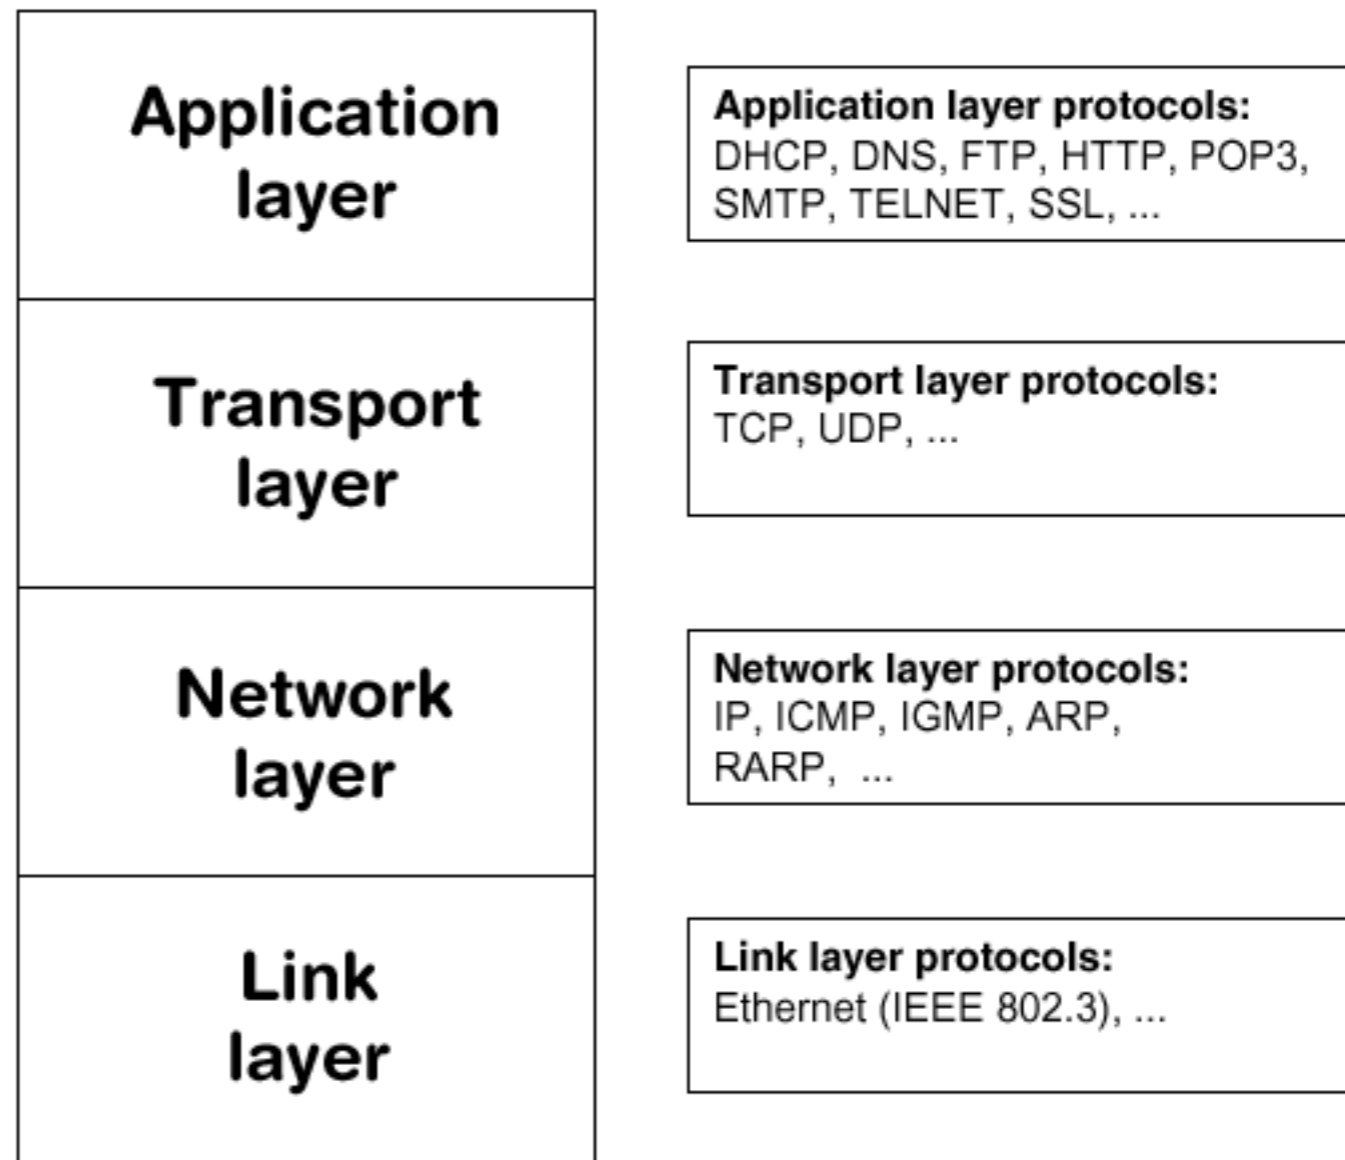 Application
layer
Application layer protocols:
DHCP, DNS, FTP, HTTP, POP3,
SMTP, TELNET, SSL, ...
Transport
layer
Transport layer protocols:
TCP, UDP, ...
Network
layer
Network layer protocols:
IP, ICMP, IGMP, ARP,
RARP,  ...
Link
layer
Link layer protocols:
Ethernet (IEEE 802.3), ...